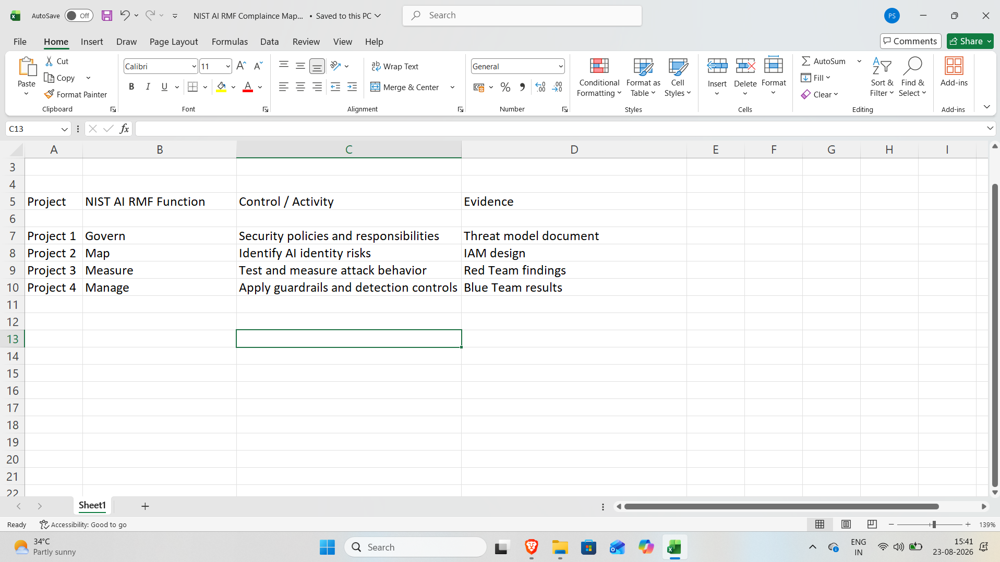 AutoSave Off NIST AI RMF Complaince Map... • Saved to this PC Search PS
File Home Insert Draw Page Layout Formulas Data Review View Help Comments Share
Paste Cut Copy Format Painter Clipboard
Calibri 11 B I U A Font
Wrap Text Merge & Center Alignment
General % Number
Conditional Formatting Format as Table Cell Styles Styles
Insert Delete Format Cells
AutoSum Fill Clear Sort & Filter Find & Select Editing
Add-ins Add-ins
C13 fx
A B C D E F G H I
3
4
5 Project NIST AI RMF Function Control / Activity Evidence
6
7 Project 1 Govern Security policies and responsibilities Threat model document
8 Project 2 Map Identify AI identity risks IAM design
9 Project 3 Measure Test and measure attack behavior Red Team findings
10 Project 4 Manage Apply guardrails and detection controls Blue Team results
11
12
13
14
15
16
17
18
19
20
21
22
Sheet1
Ready Accessibility: Good to go 139%
34°C Search ENG 15:41
Partly sunny IN 23-08-2026